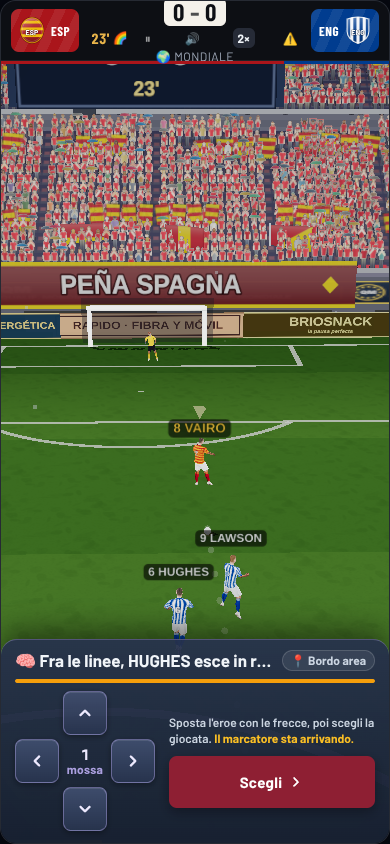 0 - 0
ESP
ESP
23'
2×
ENG
ENG
MONDIALE
23'
PEÑA SPAGNA
ERGÉTICA
RÁPIDO · FIBRA Y MÓVIL
BRIOSNACK
la pausa perfecta
8 VAIRO
9 LAWSON
6 HUGHES
Fra le linee, HUGHES esce in r...
Bordo area
1
mossa
Sposta l'eroe con le frecce, poi scegli la
giocata. Il marcatore sta arrivando.
Scegli